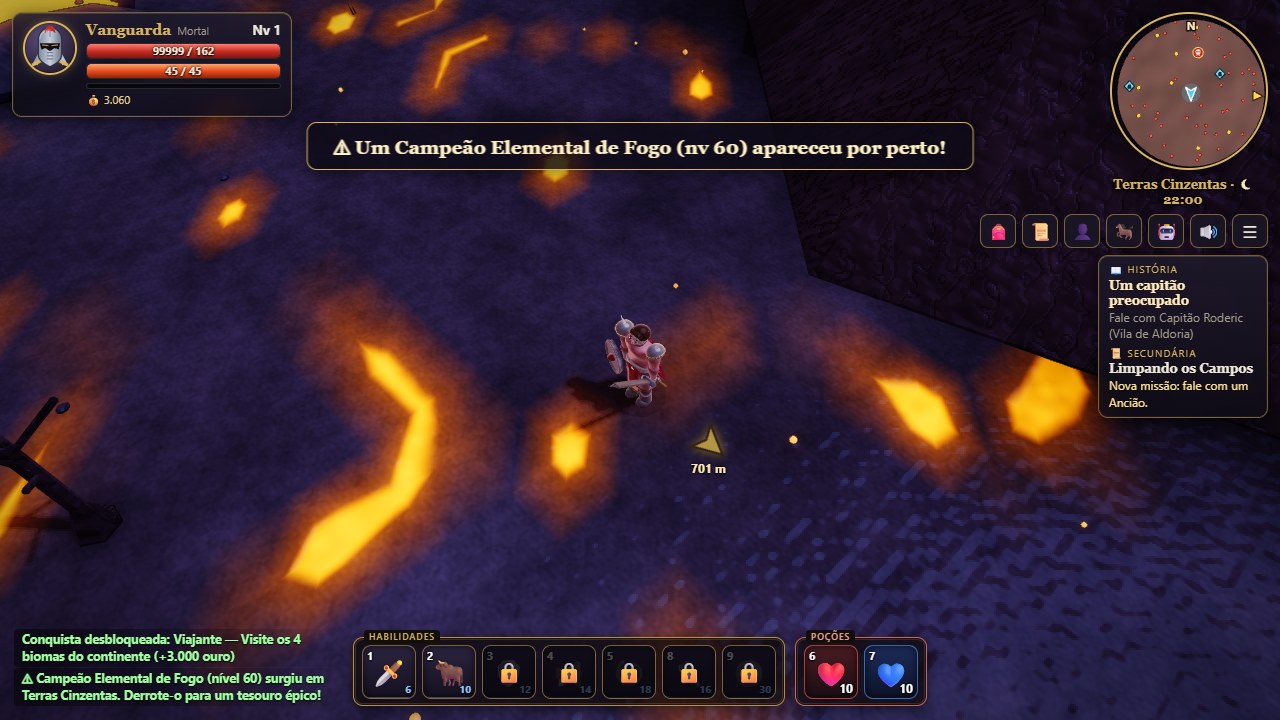 Vanguarda Mortal Nv 1
99999 / 162
45 / 45
3.060
⚠ Um Campeão Elemental de Fogo (nv 60) apareceu por perto!
N
Terras Cinzentas · ☾
22:00
HISTÓRIA
Um capitão
preocupado
Fale com Capitão Roderic
(Vila de Aldoria)
SECUNDÁRIA
Limpando os Campos
Nova missão: fale com um
Ancião.
701 m
Conquista desbloqueada: Viajante — Visite os 4
biomas do continente (+3.000 ouro)
⚠ Campeão Elemental de Fogo (nível 60) surgiu em
Terras Cinzentas. Derrote-o para um tesouro épico!
HABILIDADES
1 2 3 4 5 8 9
6 10 12 14 18 16 30
POÇÕES
6 7
10 10